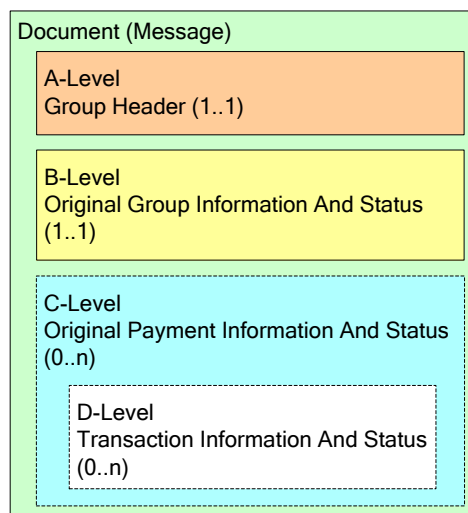 Document (Message)
A-Level
Group Header (1..1)
B-Level
Original Group Information And Status
(1..1)
C-Level
Original Payment Information And Status
(0..n)
D-Level
Transaction Information And Status
(0..n)